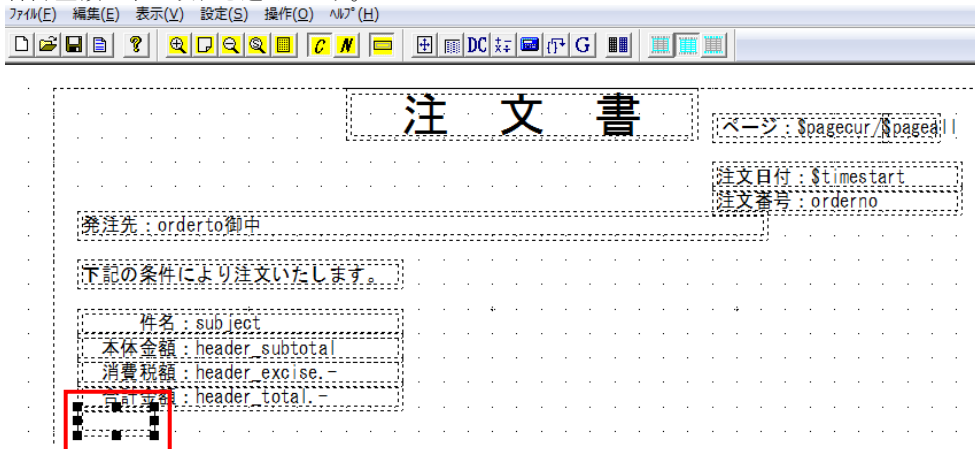 ファイル(F) 編集(E) 表示(V) 設定(S) 操作(O) ヘルプ(H)
C N DC G
注 文 書
ページ：$pagecur/$pageall
注文日付：$timestart
注文番号：orderno
発注先：orderto御中
下記の条件により注文いたします。
件名：subject
本体金額：header_subtotal
消費税額：header_excise.-
合計金額：header_total.-